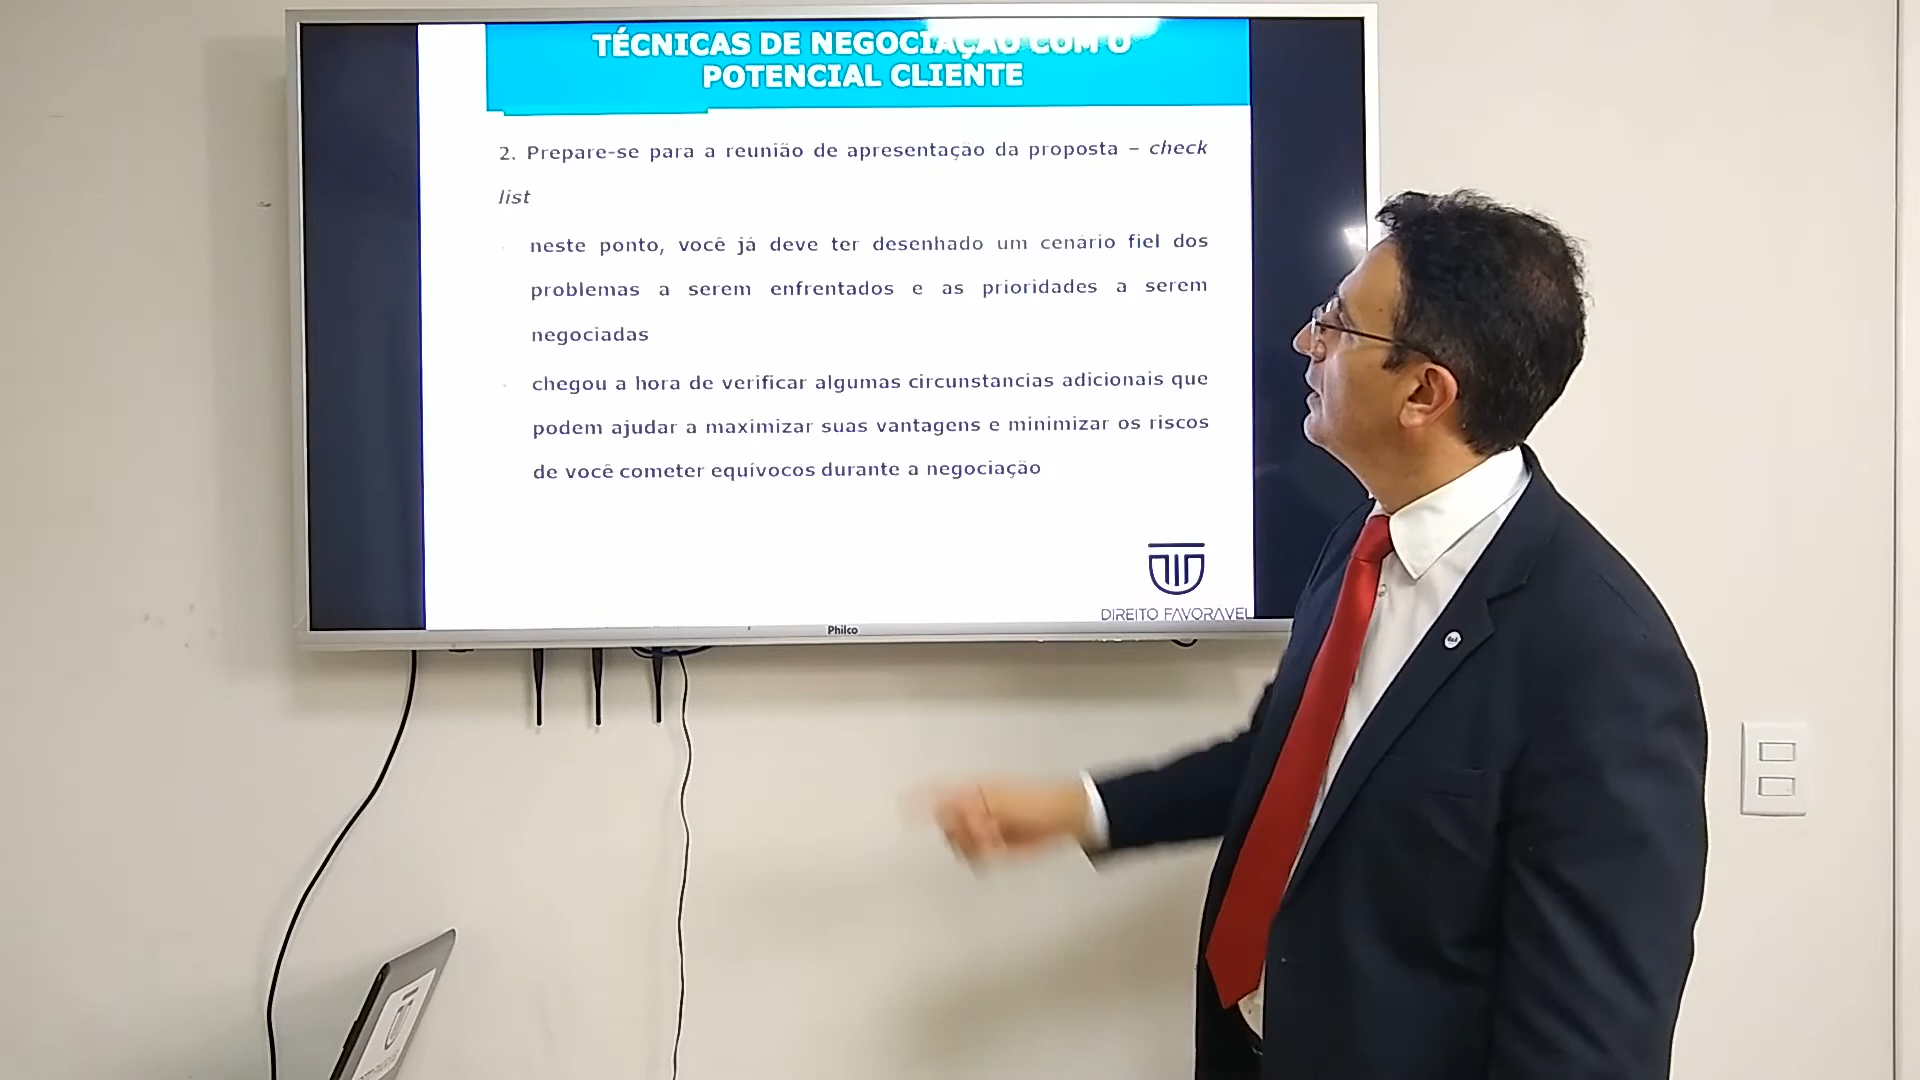 TÉCNICAS DE NEGOCIAÇÃO COM O
POTENCIAL CLIENTE
2. Prepare-se para a reunião de apresentação da proposta – check
list
neste ponto, você já deve ter desenhado um cenário fiel dos
problemas a serem enfrentados e as prioridades a serem
negociadas
chegou a hora de verificar algumas circunstancias adicionais que
podem ajudar a maximizar suas vantagens e minimizar os riscos
de você cometer equívocos durante a negociação
DIREITO FAVORAVEL
Philco